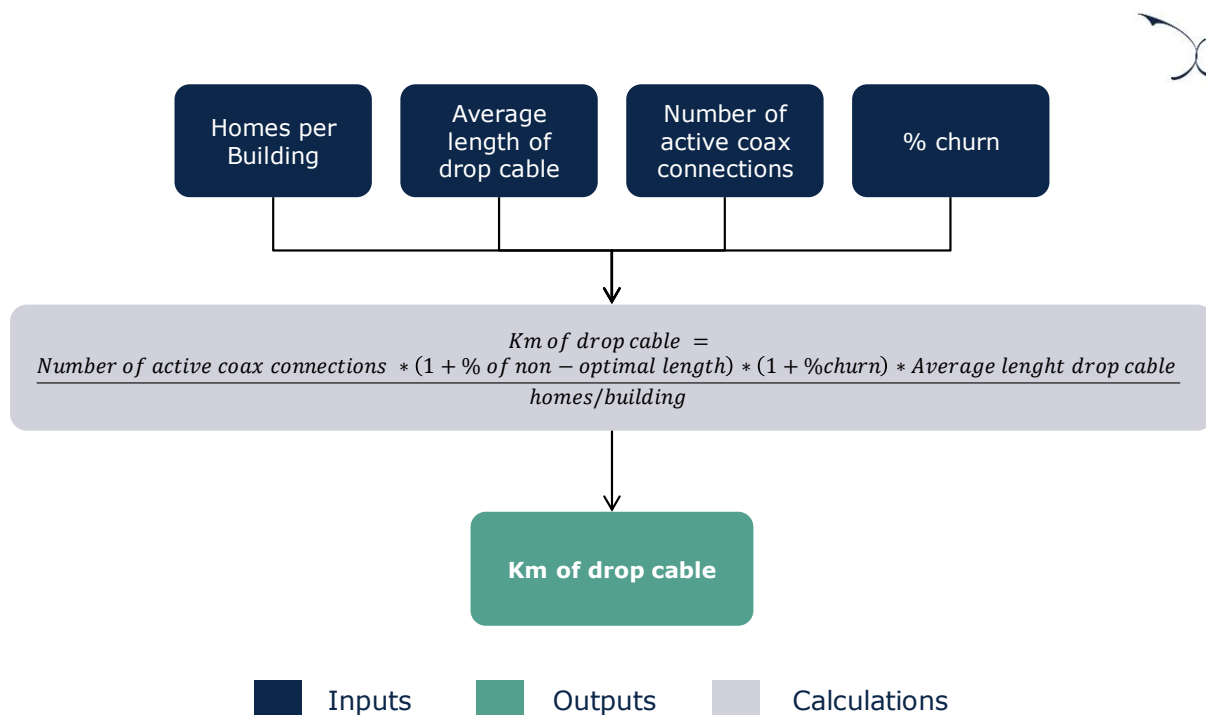 Homes per
Building
Average
length of
drop cable
Number of
active coax
connections
% churn
Km of drop cable =
Number of active coax connections * (1 + % of non − optimal length) * (1 + %churn) * Average lenght drop cable
homes/building
Km of drop cable
Inputs
Outputs
Calculations